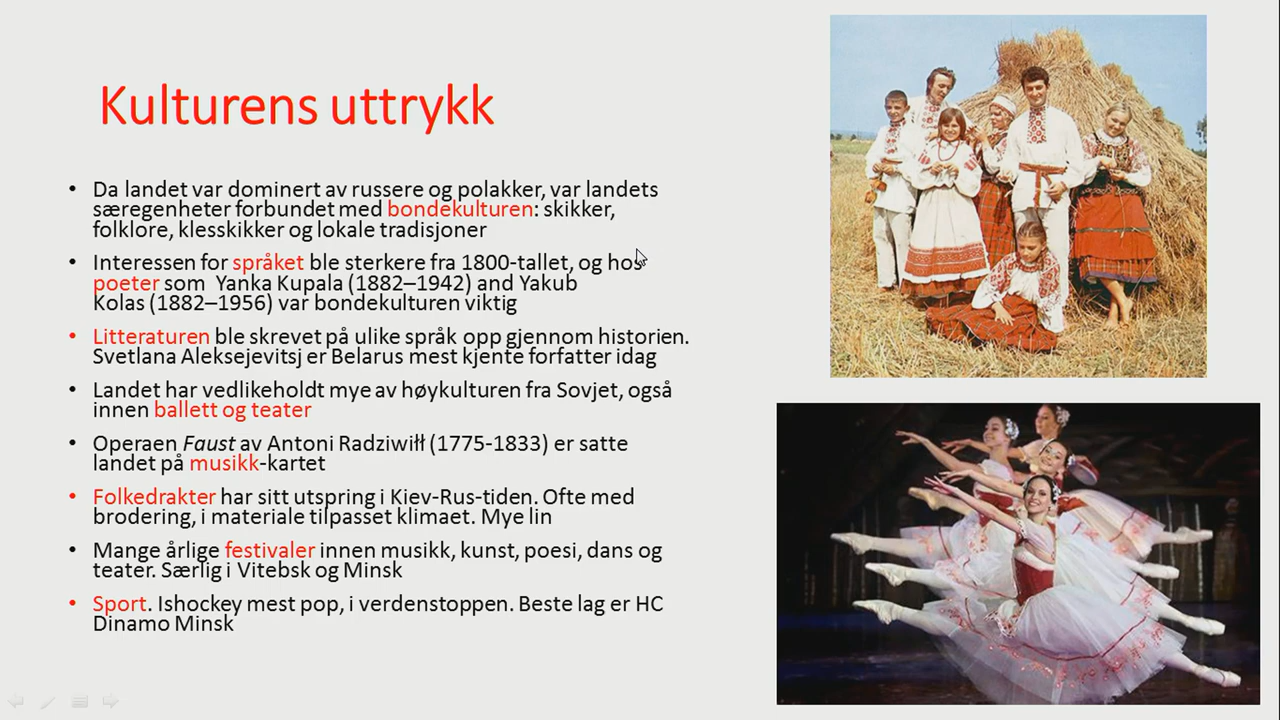 Kulturens uttrykk
• Da landet var dominert av russere og polakker, var landets
særegenheter forbundet med bondekulturen: skikker,
folklore, klesskikker og lokale tradisjoner
• Interessen for språket ble sterkere fra 1800-tallet, og hos
poeter som Yanka Kupala (1882–1942) and Yakub
Kolas (1882–1956) var bondekulturen viktig
• Litteraturen ble skrevet på ulike språk opp gjennom historien.
Svetlana Aleksejevitsj er Belarus mest kjente forfatter idag
• Landet har vedlikeholdt mye av høykulturen fra Sovjet, også
innen ballett og teater
• Operaen Faust av Antoni Radziwiłł (1775-1833) er satte
landet på musikk-kartet
• Folkedrakter har sitt utspring i Kiev-Rus-tiden. Ofte med
brodering, i materiale tilpasset klimaet. Mye lin
• Mange årlige festivaler innen musikk, kunst, poesi, dans og
teater. Særlig i Vitebsk og Minsk
• Sport. Ishockey mest pop, i verdenstoppen. Beste lag er HC
Dinamo Minsk